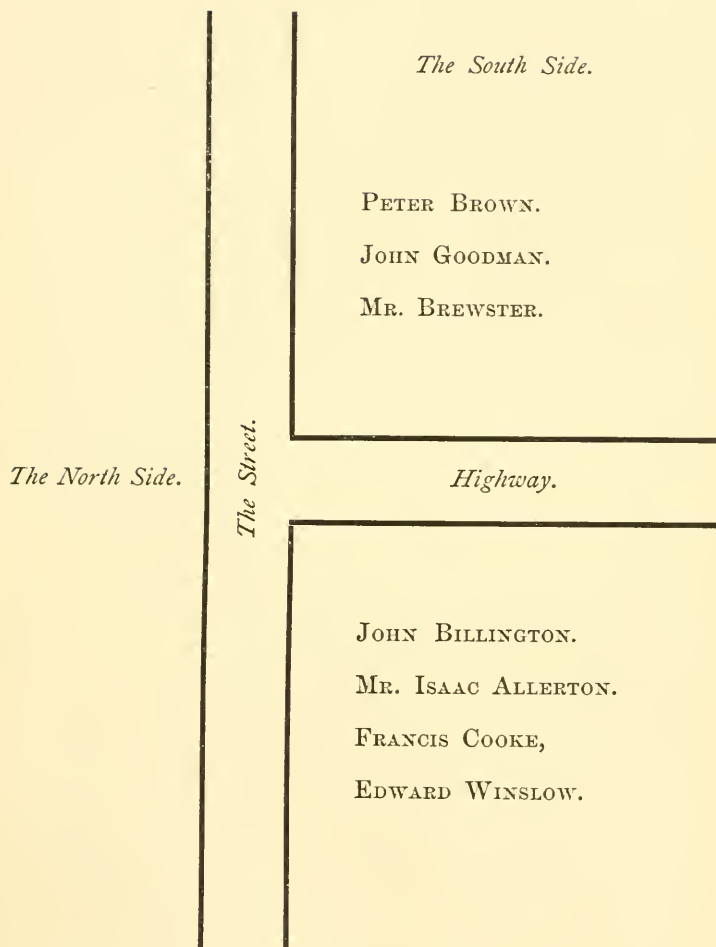 The South Side.
PETER BROWN.
JOHN GOODMAN.
MR. BREWSTER.
The North Side.
The Street.
Highway.
JOHN BILLINGTON.
MR. ISAAC ALLERTON.
FRANCIS COOKE,
EDWARD WINSLOW.